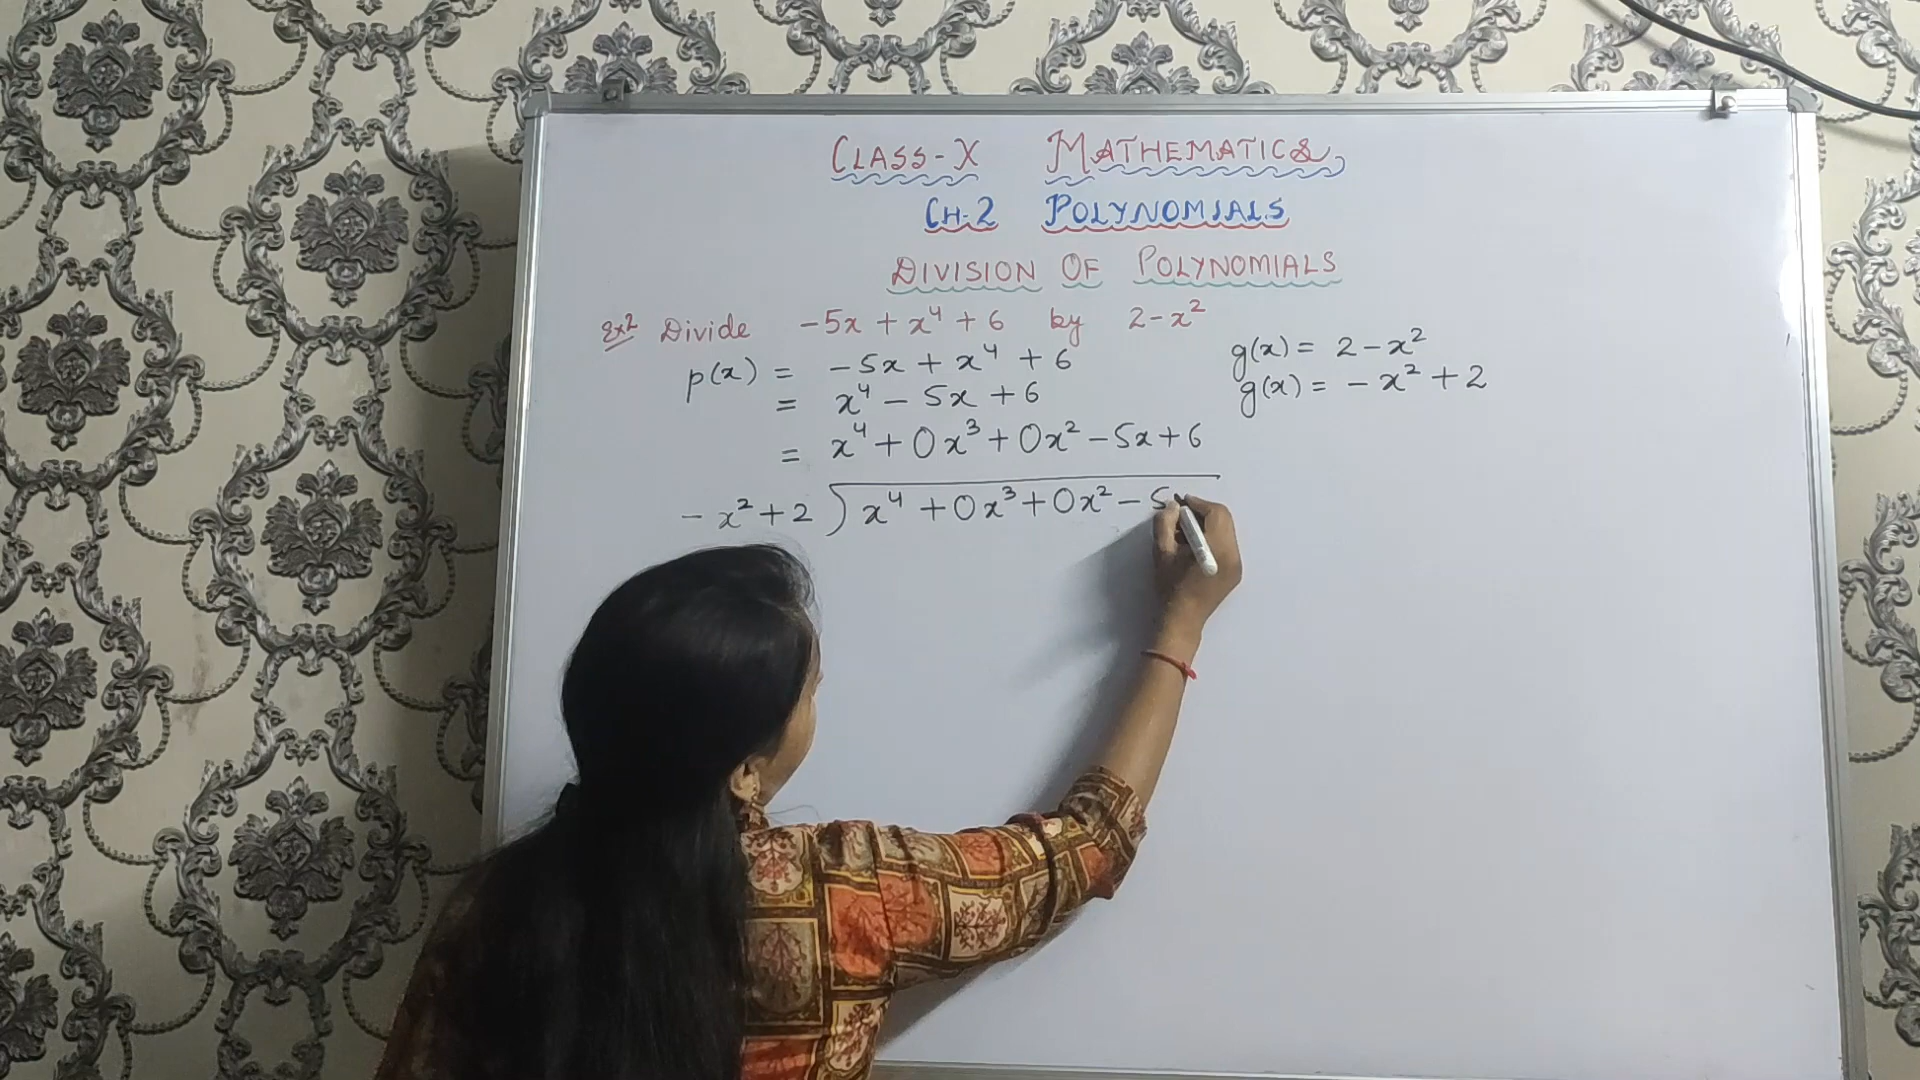 CLASS-X MATHEMATICS
CH-2 POLYNOMIALS
DIVISION OF POLYNOMIALS
Ex2 Divide -5x + x⁴ + 6 by 2 - x²
p(x) = -5x + x⁴ + 6
= x⁴ - 5x + 6
= x⁴ + 0x³ + 0x² - 5x + 6
g(x) = 2 - x²
g(x) = - x² + 2
- x² + 2 ) x⁴ + 0x³ + 0x² - 5